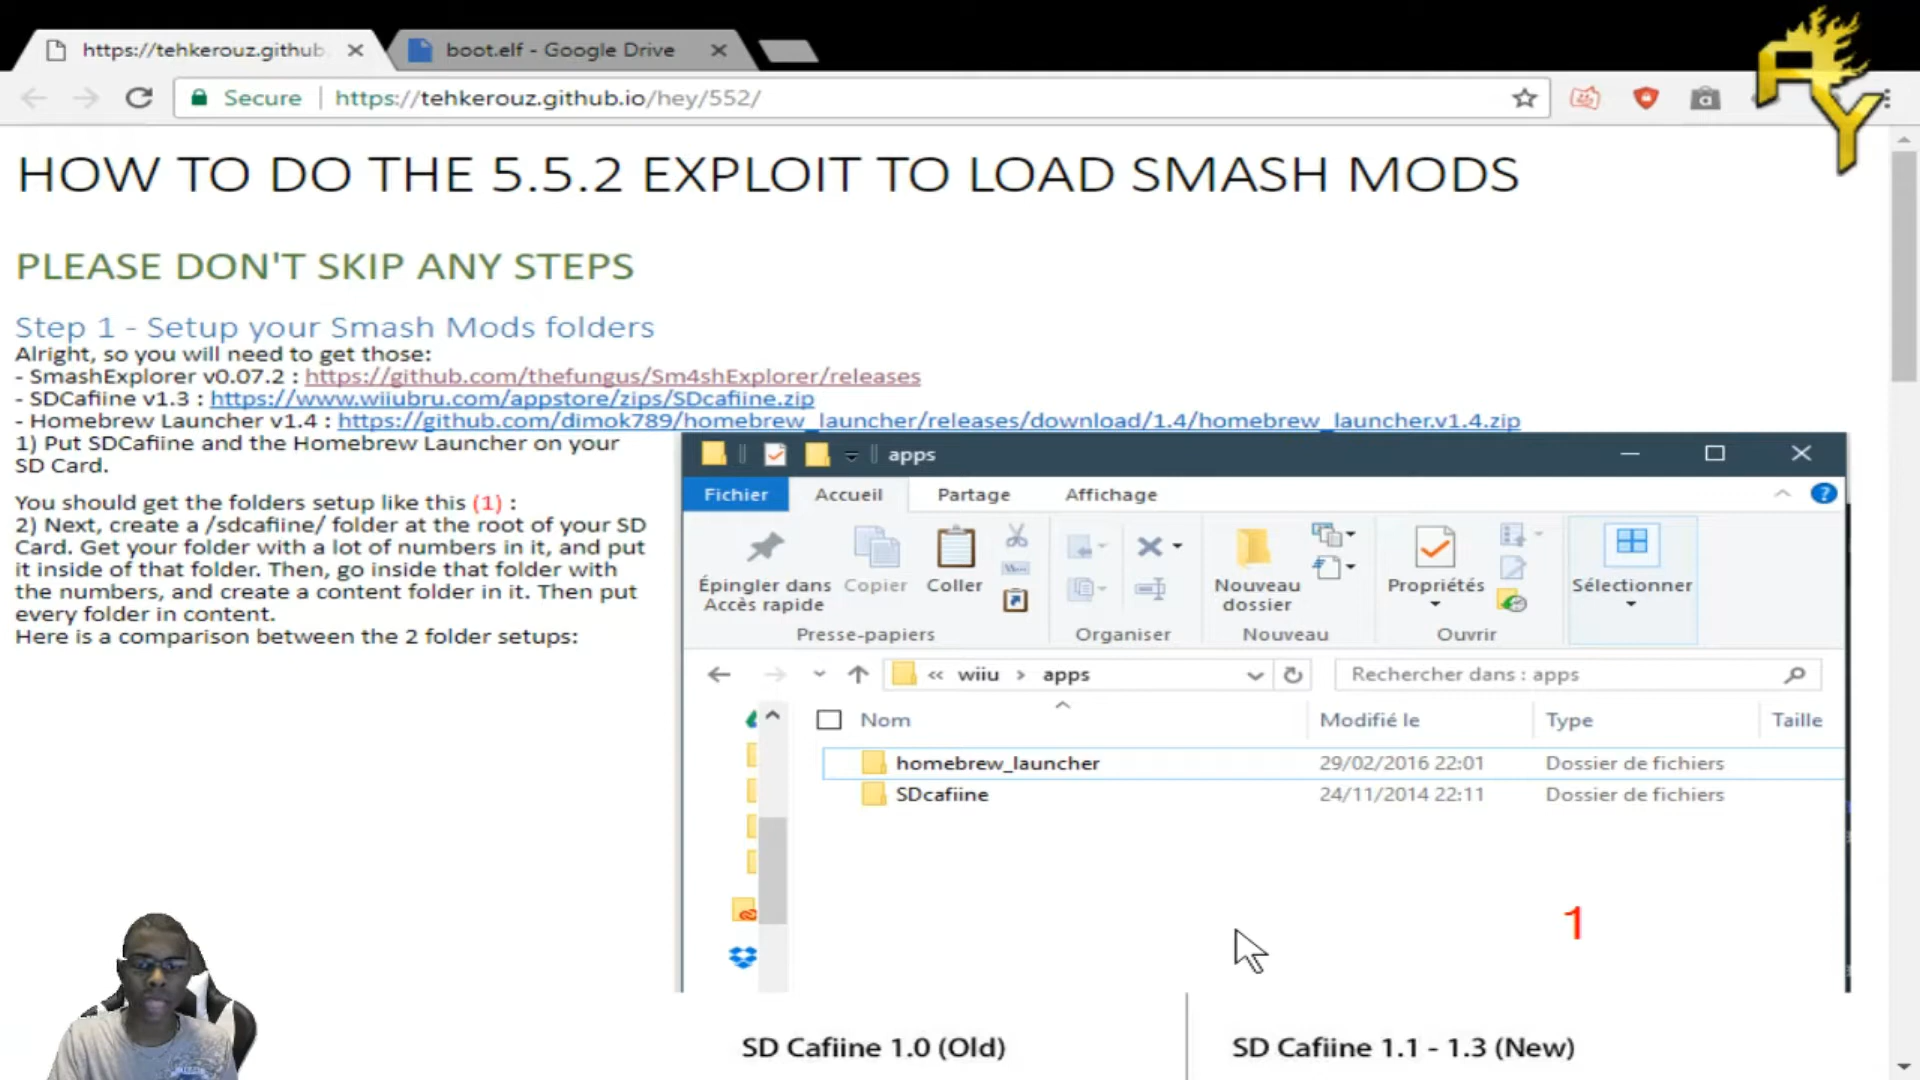 https://tehkerouz.github.
boot.elf - Google Drive
AY
Secure
https://tehkerouz.github.io/hey/552/
HOW TO DO THE 5.5.2 EXPLOIT TO LOAD SMASH MODS
PLEASE DON'T SKIP ANY STEPS
Step 1 - Setup your Smash Mods folders
Alright, so you will need to get those:
- SmashExplorer v0.07.2 : https://github.com/thefungus/Sm4shExplorer/releases
- SDCafiine v1.3 : https://www.wiiubru.com/appstore/zips/SDcafiine.zip
- Homebrew Launcher v1.4 : https://github.com/dimok789/homebrew_launcher/releases/download/1.4/homebrew_launcher.v1.4.zip
1) Put SDCafiine and the Homebrew Launcher on your
SD Card.
You should get the folders setup like this (1) :
2) Next, create a /sdcafiine/ folder at the root of your SD
Card. Get your folder with a lot of numbers in it, and put
it inside of that folder. Then, go inside that folder with
the numbers, and create a content folder in it. Then put
every folder in content.
Here is a comparison between the 2 folder setups:
apps
Fichier Accueil Partage Affichage
Épingler dans
Accès rapide
Copier
Coller
Nouveau
dossier
Propriétés
Sélectionner
Presse-papiers Organiser Nouveau Ouvrir
« wiiu > apps
Rechercher dans : apps
Nom Modifié le Type Taille
homebrew_launcher 29/02/2016 22:01 Dossier de fichiers
SDcafiine 24/11/2014 22:11 Dossier de fichiers
1
SD Cafiine 1.0 (Old)
SD Cafiine 1.1 - 1.3 (New)